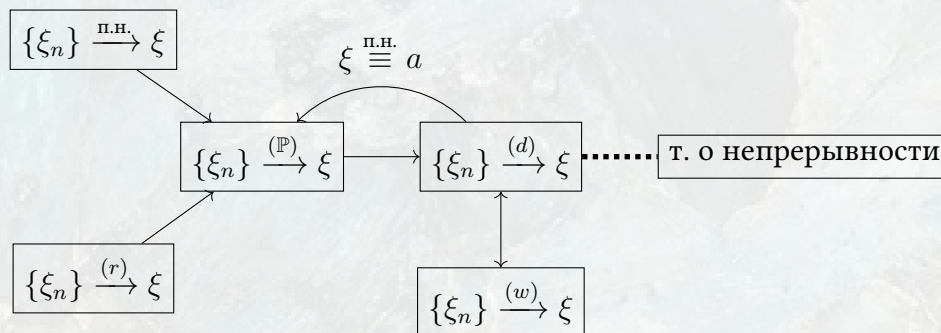 {ξₙ} п.н.⟶ ξ
ξ п.н.≡ a
{ξₙ} (ℙ)⟶ ξ
{ξₙ} (d)⟶ ξ
т. о непрерывности
{ξₙ} (r)⟶ ξ
{ξₙ} (w)⟶ ξ